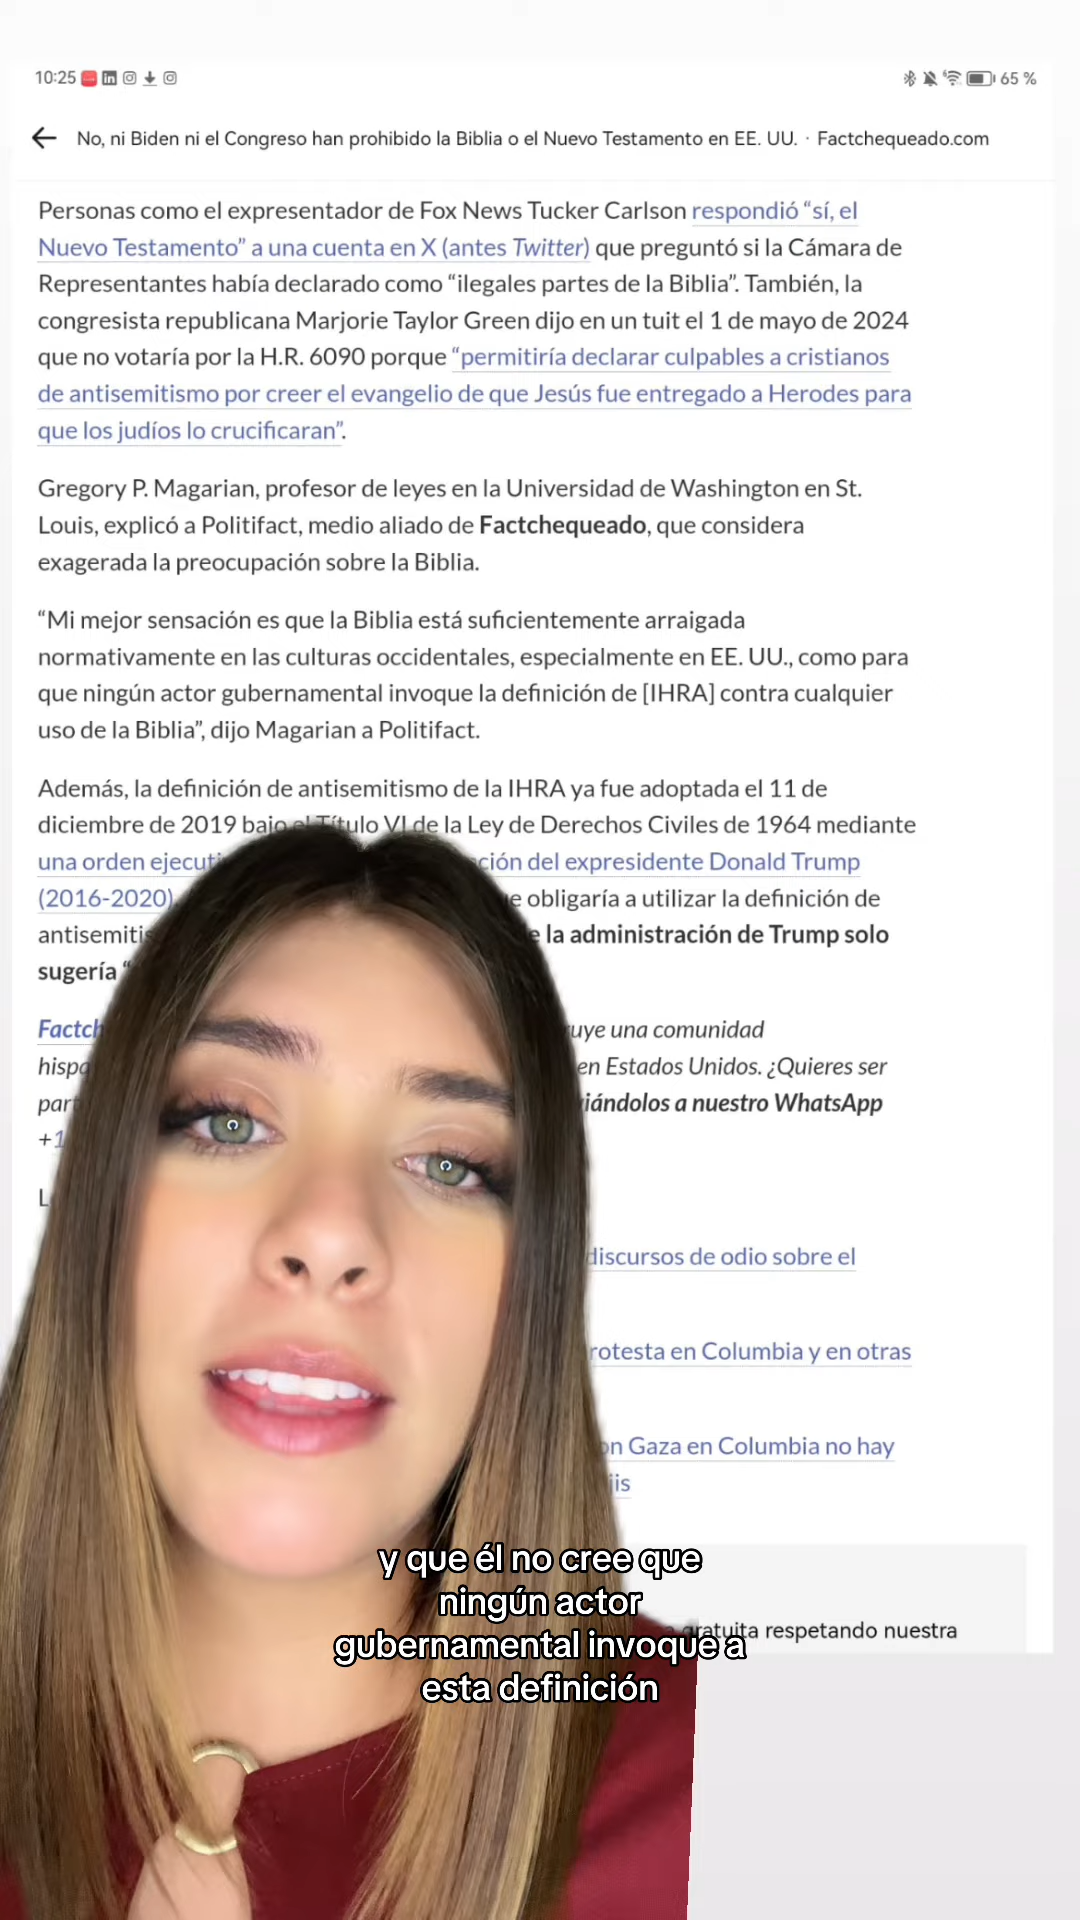 10:25
65 %
No, ni Biden ni el Congreso han prohibido la Biblia o el Nuevo Testamento en EE. UU. · Factchequeado.com
Personas como el expresentador de Fox News Tucker Carlson respondió “sí, el
Nuevo Testamento” a una cuenta en X (antes Twitter) que preguntó si la Cámara de
Representantes había declarado como “ilegales partes de la Biblia”. También, la
congresista republicana Marjorie Taylor Green dijo en un tuit el 1 de mayo de 2024
que no votaría por la H.R. 6090 porque “permitiría declarar culpables a cristianos
de antisemitismo por creer el evangelio de que Jesús fue entregado a Herodes para
que los judíos lo crucificaran”.
Gregory P. Magarian, profesor de leyes en la Universidad de Washington en St.
Louis, explicó a Politifact, medio aliado de Factchequeado, que considera
exagerada la preocupación sobre la Biblia.
“Mi mejor sensación es que la Biblia está suficientemente arraigada
normativamente en las culturas occidentales, especialmente en EE. UU., como para
que ningún actor gubernamental invoque la definición de [IHRA] contra cualquier
uso de la Biblia”, dijo Magarian a Politifact.
Además, la definición de antisemitismo de la IHRA ya fue adoptada el 11 de
diciembre de 2019 bajo el Título VI de la Ley de Derechos Civiles de 1964 mediante
una orden ejecuti ción del expresidente Donald Trump
(2016-2020) e obligaría a utilizar la definición de
antisemitis e la administración de Trump solo
sugería “
Factch uye una comunidad
hispa en Estados Unidos. ¿Quieres ser
part iándolos a nuestro WhatsApp
+1
L
discursos de odio sobre el
rotesta en Columbia y en otras
on Gaza en Columbia no hay
iis
gratuita respetando nuestra
y que él no cree que
ningún actor
gubernamental invoque a
esta definición